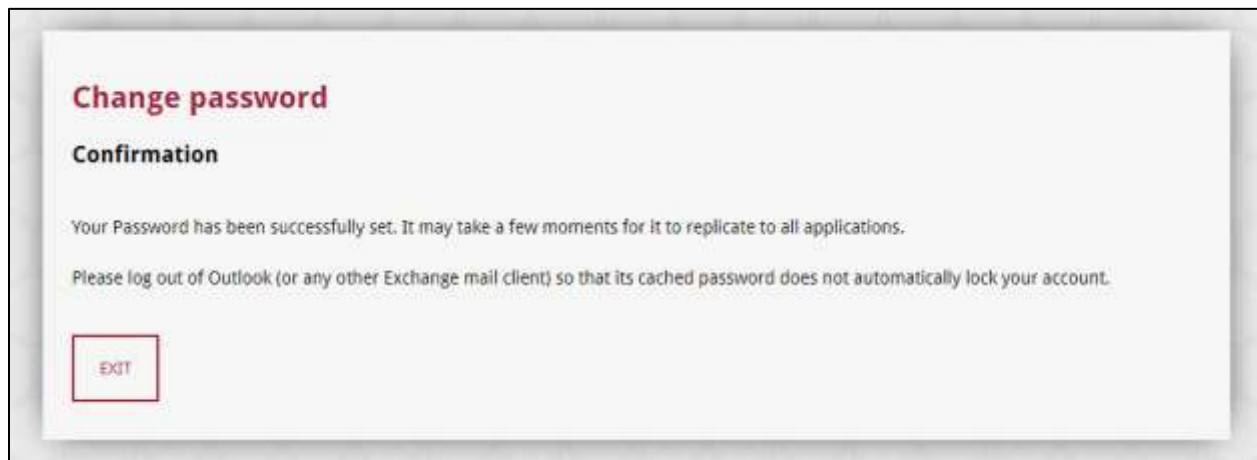 Change password
Confirmation
Your Password has been successfully set. It may take a few moments for it to replicate to all applications.
Please log out of Outlook (or any other Exchange mail client) so that its cached password does not automatically lock your account.
EXIT